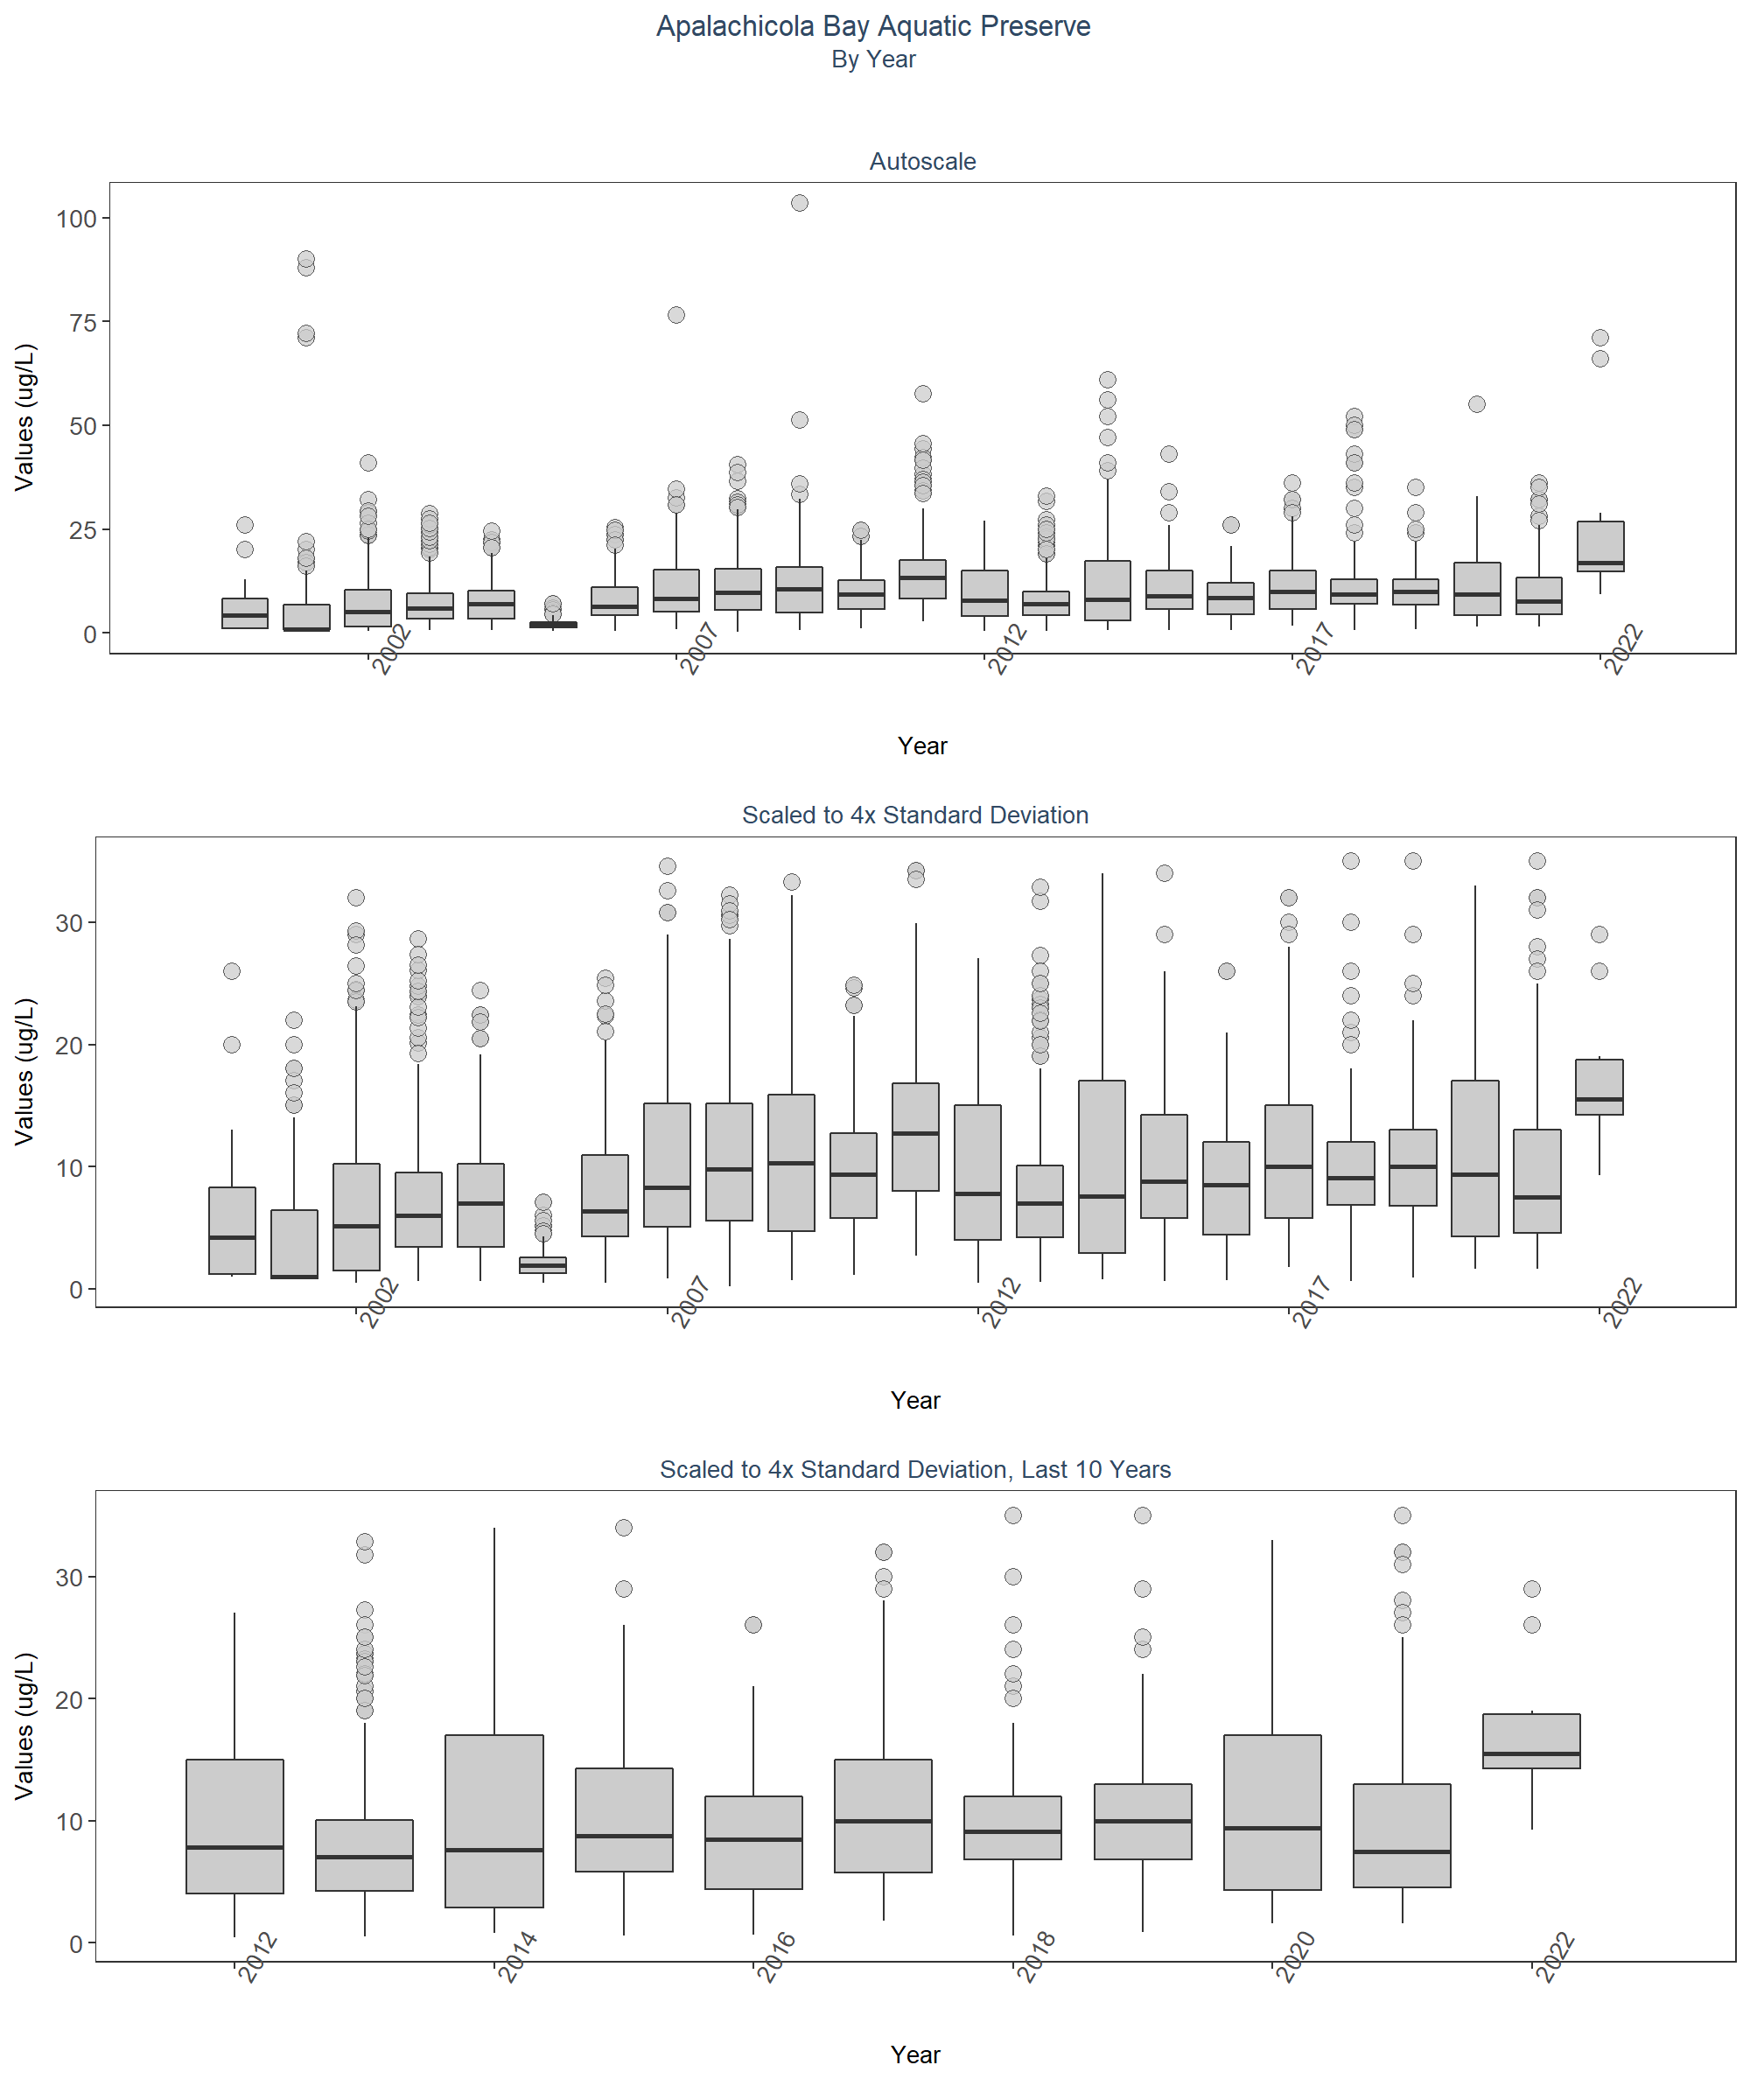 Apalachicola Bay Aquatic Preserve
By Year
Autoscale
Values (ug/L)
100
75
50
25
0
2002
2007
2012
2017
2022
Year
Scaled to 4x Standard Deviation
Values (ug/L)
30
20
10
0
2002
2007
2012
2017
2022
Year
Scaled to 4x Standard Deviation, Last 10 Years
Values (ug/L)
30
20
10
0
2012
2014
2016
2018
2020
2022
Year